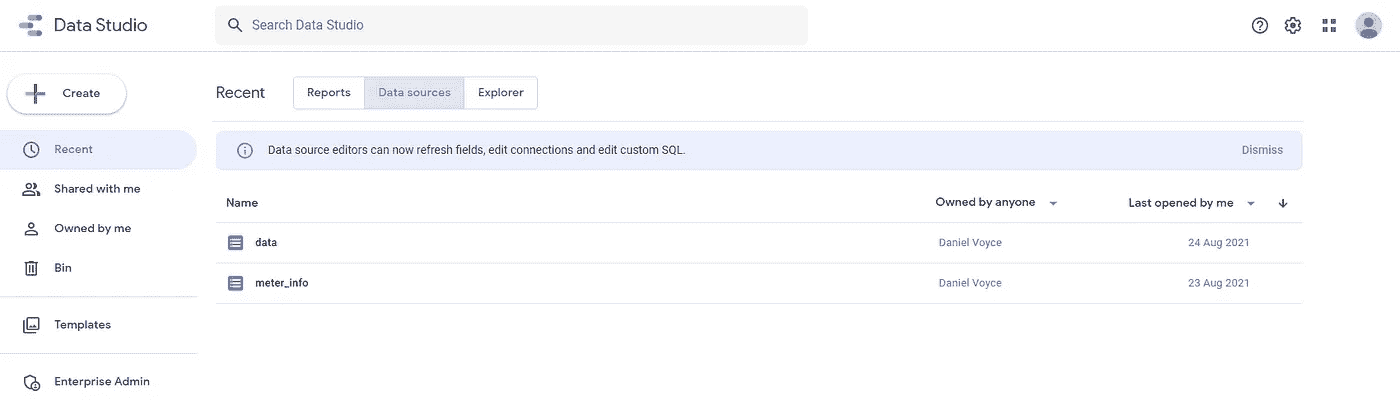 Data Studio
Search Data Studio
Create
Recent
Shared with me
Owned by me
Bin
Templates
Enterprise Admin
Recent
Reports
Data sources
Explorer
Data source editors can now refresh fields, edit connections and edit custom SQL.
Dismiss
Name Owned by anyone Last opened by me
data Daniel Voyce 24 Aug 2021
meter_info Daniel Voyce 23 Aug 2021